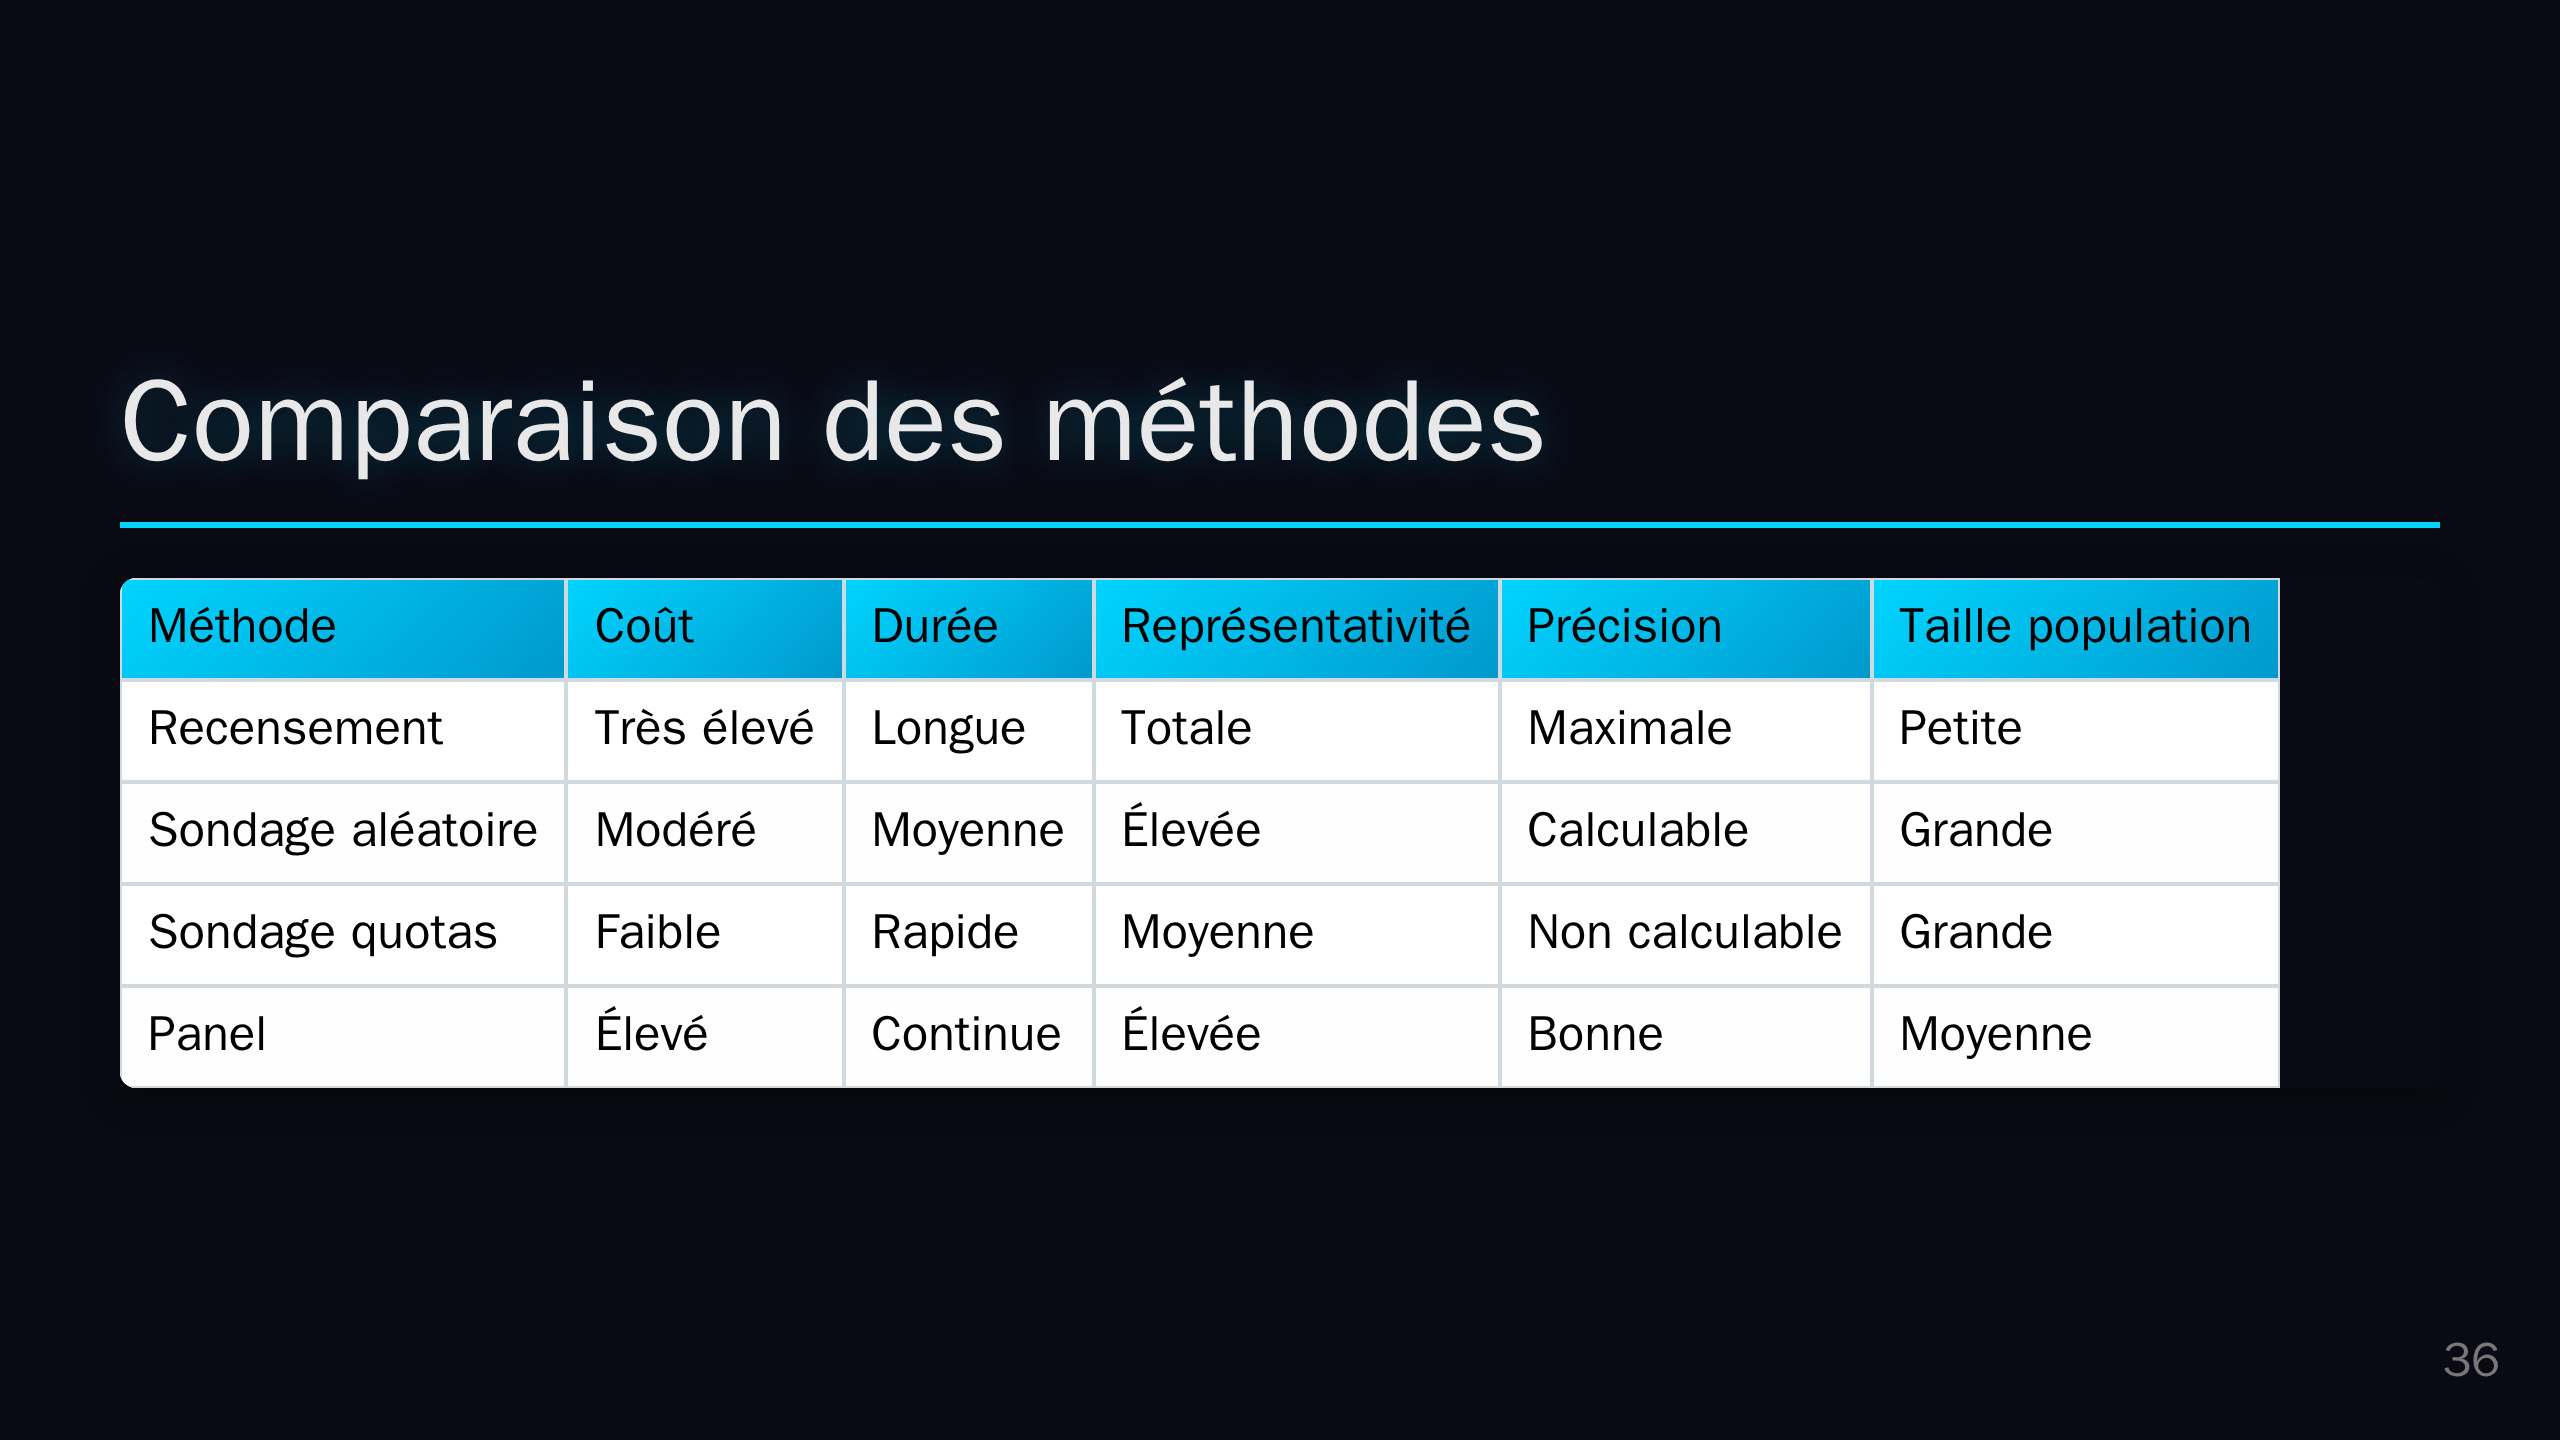 Comparaison des méthodes
Méthode Coût Durée Représentativité Précision Taille population
Recensement Très élevé Longue Totale Maximale Petite
Sondage aléatoire Modéré Moyenne Élevée Calculable Grande
Sondage quotas Faible Rapide Moyenne Non calculable Grande
Panel Élevé Continue Élevée Bonne Moyenne
36